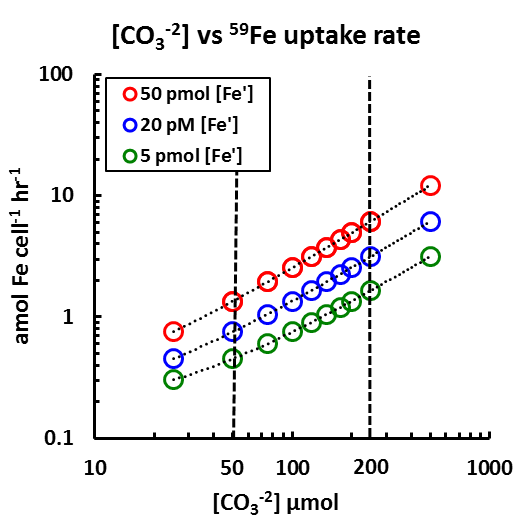 [CO₃⁻²] vs ⁵⁹Fe uptake rate
100
50 pmol [Fe']
20 pM [Fe']
5 pmol [Fe']
10
1
0.1
amol Fe cell⁻¹ hr⁻¹
10 50 100 200 1000
[CO₃⁻²] µmol